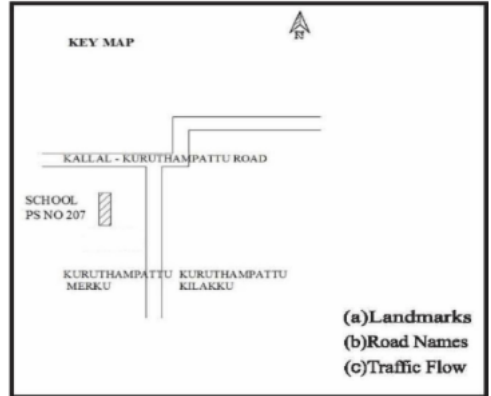 N
KEY MAP
KALLAL - KURUTHAMPATTU ROAD
SCHOOL
PS NO 207
KURUTHAMPATTU KURUTHAMPATTU
MERKU KILAKKU
(a)Landmarks
(b)Road Names
(c)Traffic Flow